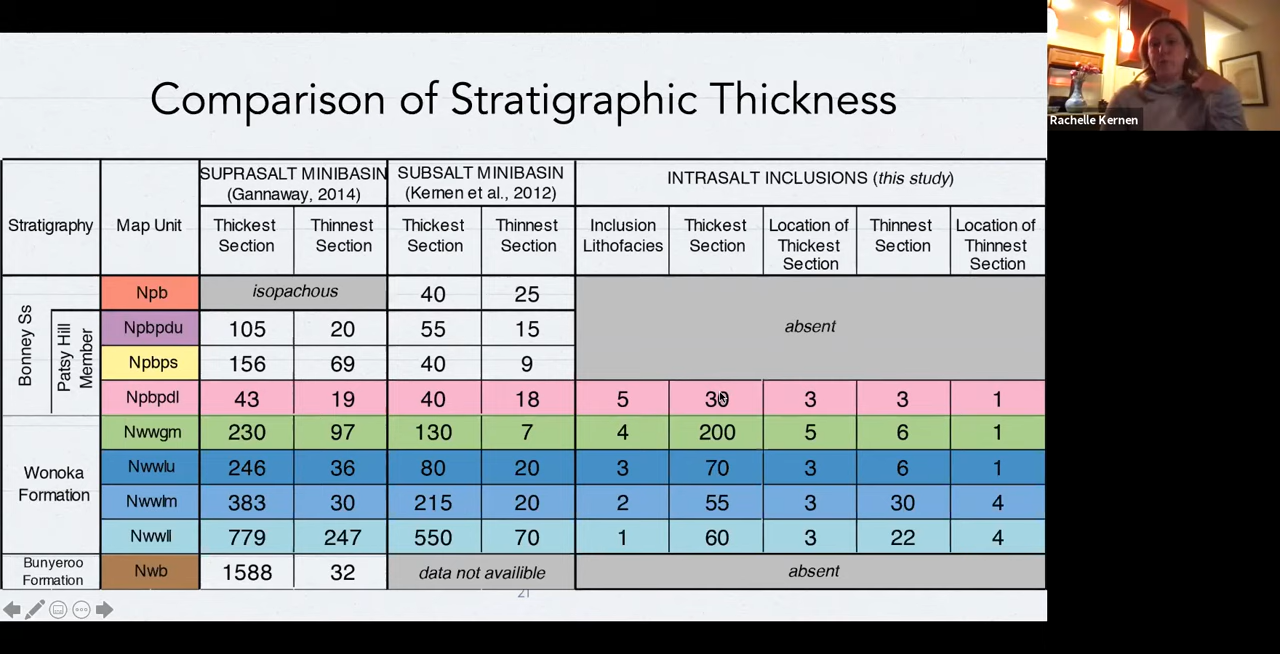 Comparison of Stratigraphic Thickness
Rachelle Kernen
Stratigraphy
Map Unit
SUPRASALT MINIBASIN
(Gannaway, 2014)
SUBSALT MINIBASIN
(Kernen et al., 2012)
INTRASALT INCLUSIONS (this study)
Thickest
Section
Thinnest
Section
Thickest
Section
Thinnest
Section
Inclusion
Lithofacies
Thickest
Section
Location of
Thickest
Section
Thinnest
Section
Location of
Thinnest
Section
Bonney Ss
Patsy Hill
Member
Npb isopachous 40 25
absent
Npbpdu 105 20 55 15
Npbps 156 69 40 9
Npbpdl 43 19 40 18 5 30 3 3 1
Wonoka
Formation
Nwwgm 230 97 130 7 4 200 5 6 1
Nwwlu 246 36 80 20 3 70 3 6 1
Nwwlm 383 30 215 20 2 55 3 30 4
Nwwll 779 247 550 70 1 60 3 22 4
Bunyeroo
Formation
Nwb 1588 32 data not availible absent
21